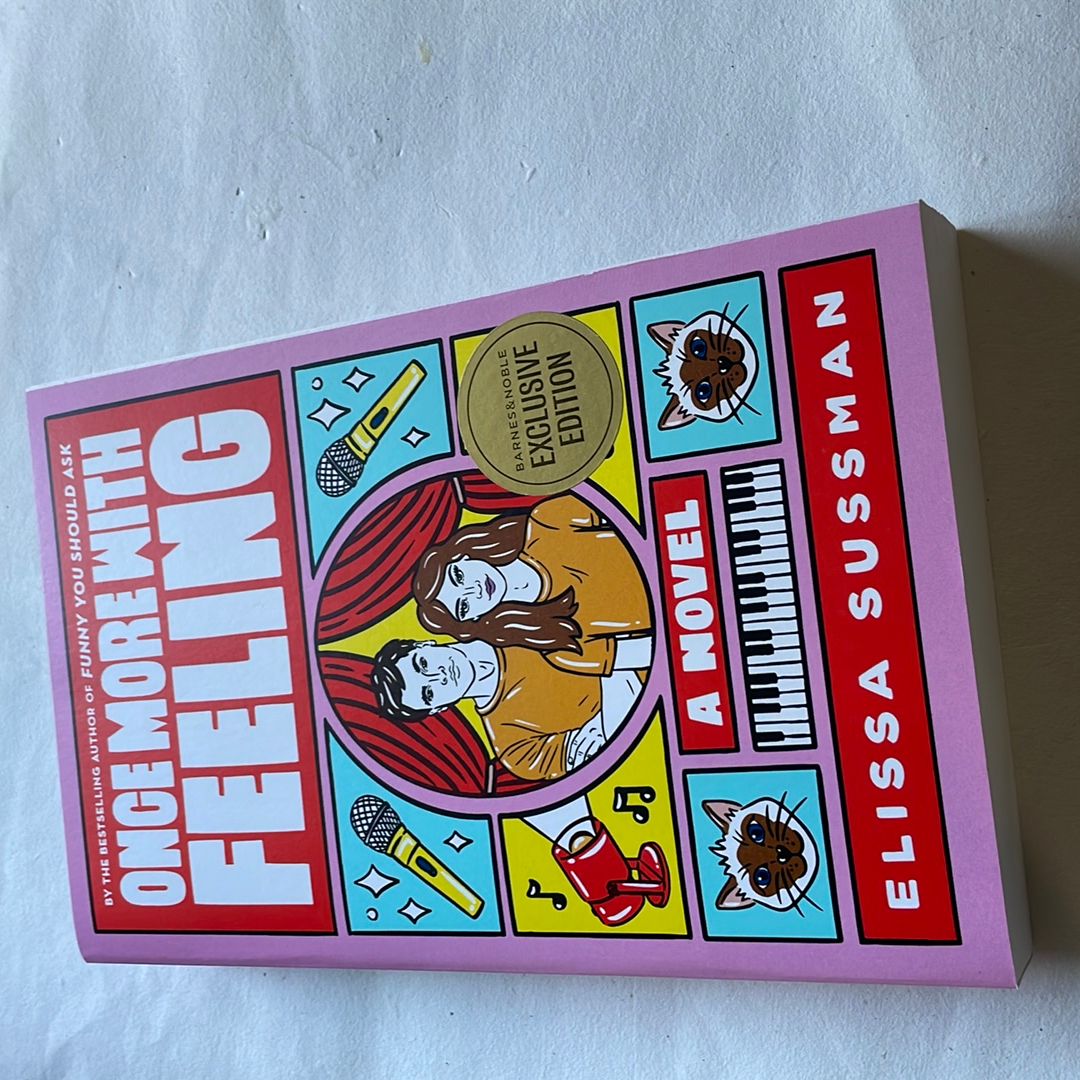 BY THE BESTSELLING AUTHOR OF FUNNY YOU SHOULD ASK
ONCE MORE WITH
FEELING
BARNES&NOBLE
EXCLUSIVE
EDITION
A NOVEL
ELISSA SUSSMAN